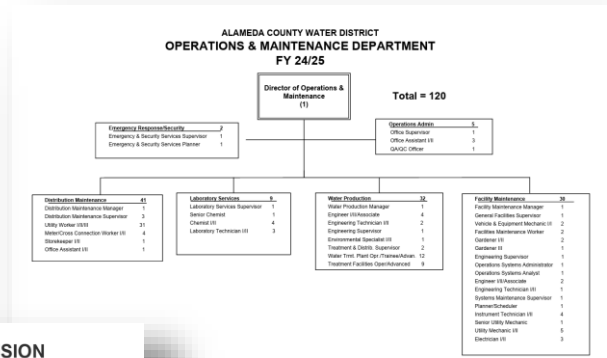 ALAMEDA COUNTY WATER DISTRICT
OPERATIONS & MAINTENANCE DEPARTMENT
FY 24/25
Director of Operations &
Maintenance
(1)
Total = 120
Emergency Response/Security 2
Emergency & Security Services Supervisor 1
Emergency & Security Services Planner 1
Operations Admin 5
Office Supervisor 1
Office Assistant I/II 3
QA/QC Officer 1
Distribution Maintenance 41
Distribution Maintenance Manager 1
Distribution Maintenance Supervisor 3
Utility Worker I/II/III 31
Meter/Cross Connection Worker I/II 4
Storekeeper I/II 1
Office Assistant I/II 1
Laboratory Services 9
Laboratory Services Supervisor 1
Senior Chemist 1
Chemist I/II 4
Laboratory Technician I/II 3
Water Production 32
Water Production Manager 1
Engineer I/II/Associate 4
Engineering Technician I/II 2
Engineering Supervisor 1
Environmental Specialist I/II 1
Treatment & Distrib. Supervisor 2
Water Trmt. Plant Opr./Trainee/Advan. 12
Treatment Facilities Oper/Advanced 9
Facility Maintenance 30
Facility Maintenance Manager 1
General Facilities Supervisor 1
Vehicle & Equipment Mechanic I/II 2
Facilities Maintenance Worker 2
Gardener I/II 2
Gardener III 1
Engineering Supervisor 1
Operations Systems Administrator 1
Operations Systems Analyst 1
Engineer I/II/Associate 2
Engineering Technician I/II 1
Systems Maintenance Supervisor 1
Planner/Scheduler 1
Instrument Technician I/II 4
Senior Utility Mechanic 1
Utility Mechanic I/II 5
Electrician I/II 3
SION